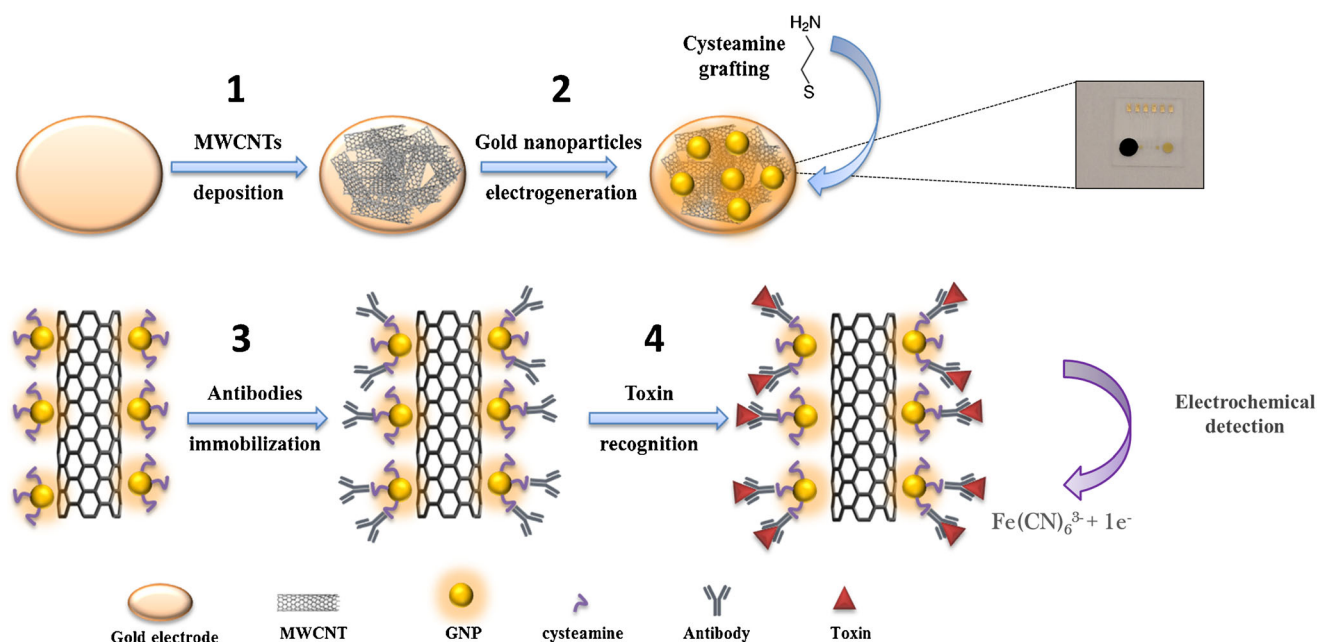 H₂N
Cysteamine
grafting
S
1
MWCNTs
deposition
2
Gold nanoparticles
electrogeneration
3
Antibodies
immobilization
4
Toxin
recognition
Electrochemical
detection
Fe(CN)₆³⁻ + 1e⁻
Gold electrode
MWCNT
GNP
cysteamine
Antibody
Toxin